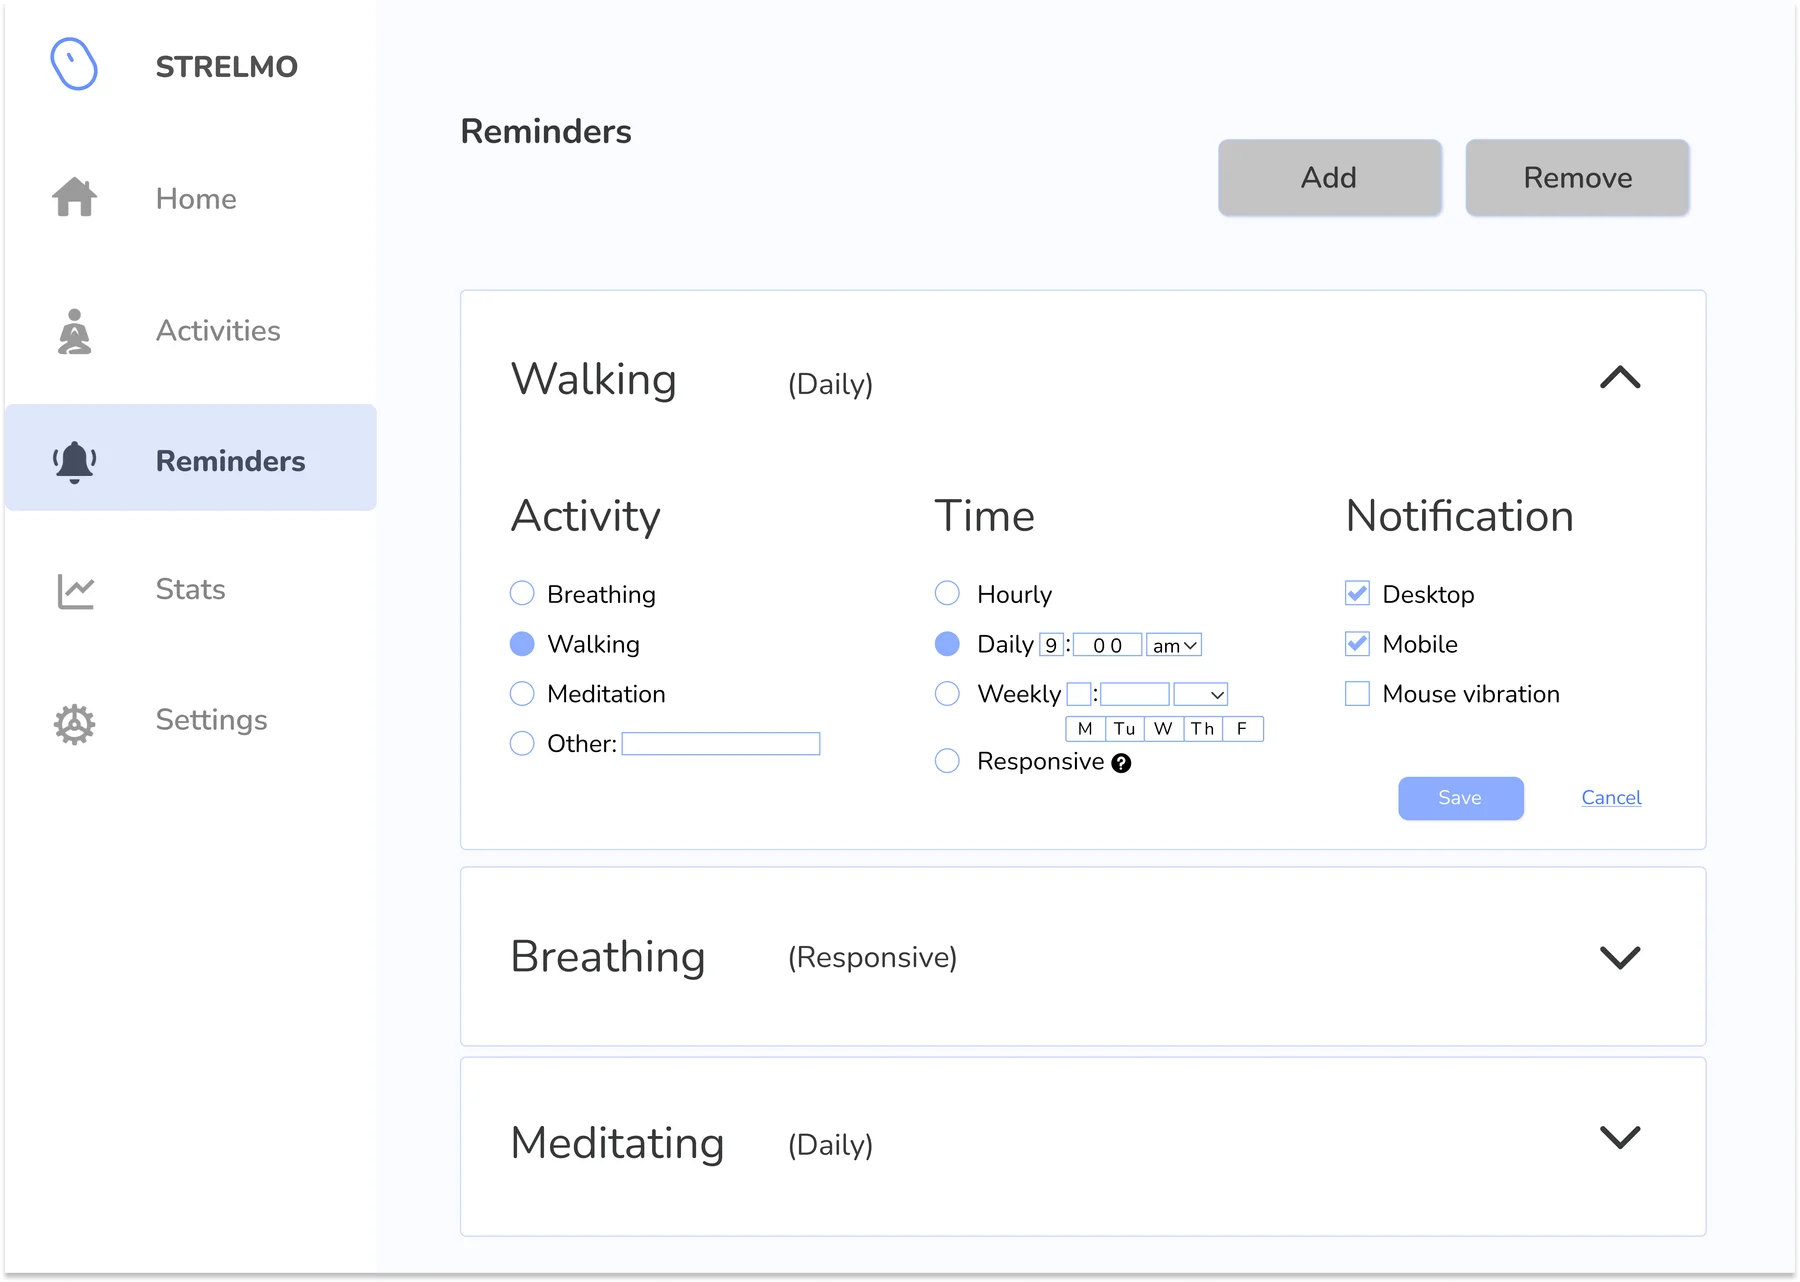 STRELMO
Home
Activities
Reminders
Stats
Settings
Reminders
Add
Remove
Walking (Daily)
Activity
Breathing
Walking
Meditation
Other:
Time
Hourly
Daily 9 : 0 0 am
Weekly :
M Tu W Th F
Responsive ?
Notification
Desktop
Mobile
Mouse vibration
Save
Cancel
Breathing (Responsive)
Meditating (Daily)